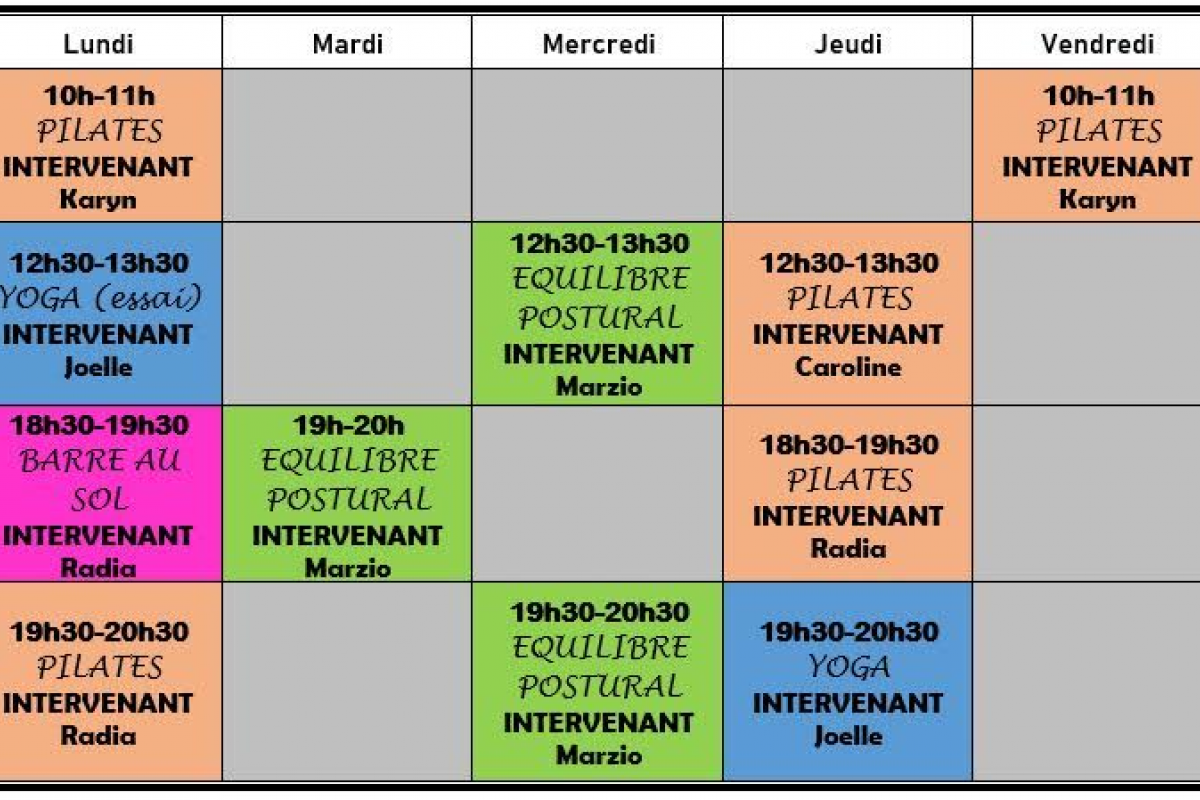 Lundi
Mardi
Mercredi
Jeudi
Vendredi
10h-11h
PILATES
INTERVENANT
Karyn
10h-11h
PILATES
INTERVENANT
Karyn
12h30-13h30
YOGA (essai)
INTERVENANT
Joelle
12h30-13h30
EQUILIBRE
POSTURAL
INTERVENANT
Marzio
12h30-13h30
PILATES
INTERVENANT
Caroline
18h30-19h30
BARRE AU
SOL
INTERVENANT
Radia
19h-20h
EQUILIBRE
POSTURAL
INTERVENANT
Marzio
18h30-19h30
PILATES
INTERVENANT
Radia
19h30-20h30
PILATES
INTERVENANT
Radia
19h30-20h30
EQUILIBRE
POSTURAL
INTERVENANT
Marzio
19h30-20h30
YOGA
INTERVENANT
Joelle